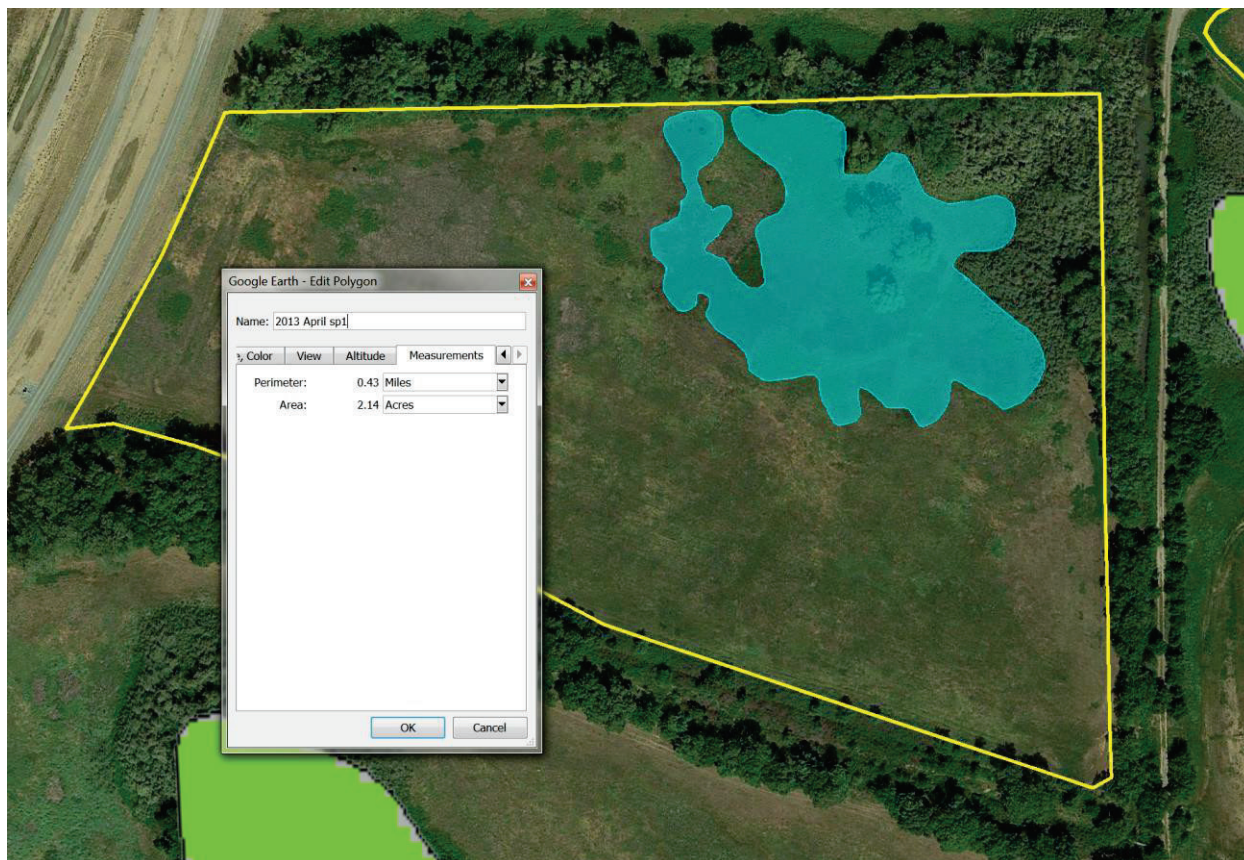 Google Earth - Edit Polygon
Name: 2013 April sp1
, Color View Altitude Measurements
Perimeter: 0.43 Miles
Area: 2.14 Acres
OK Cancel